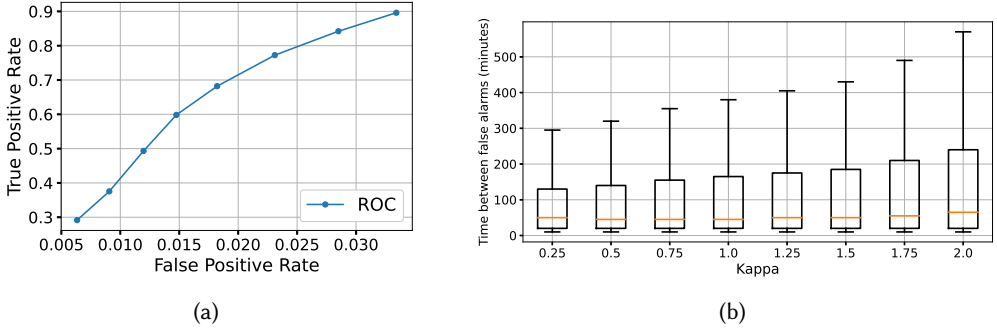 True Positive Rate
0.9
0.8
0.7
0.6
0.5
0.4
0.3
ROC
0.005 0.010 0.015 0.020 0.025 0.030
False Positive Rate
(a)
Time between false alarms (minutes)
500
400
300
200
100
0
0.25 0.5 0.75 1.0 1.25 1.5 1.75 2.0
Kappa
(b)